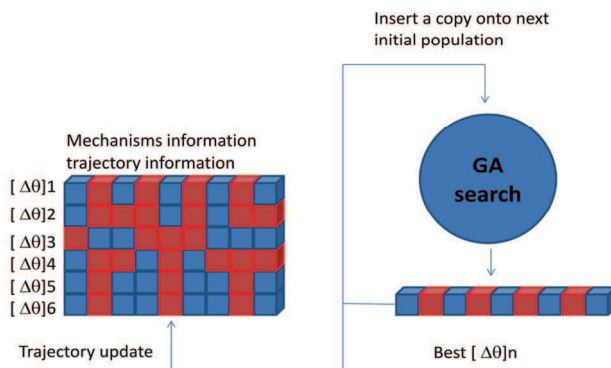 Insert a copy onto next
initial population
Mechanisms information
trajectory information
[ Δθ]1
[ Δθ]2
[ Δθ]3
[ Δθ]4
[ Δθ]5
[ Δθ]6
GA
search
Trajectory update
Best [ Δθ]n